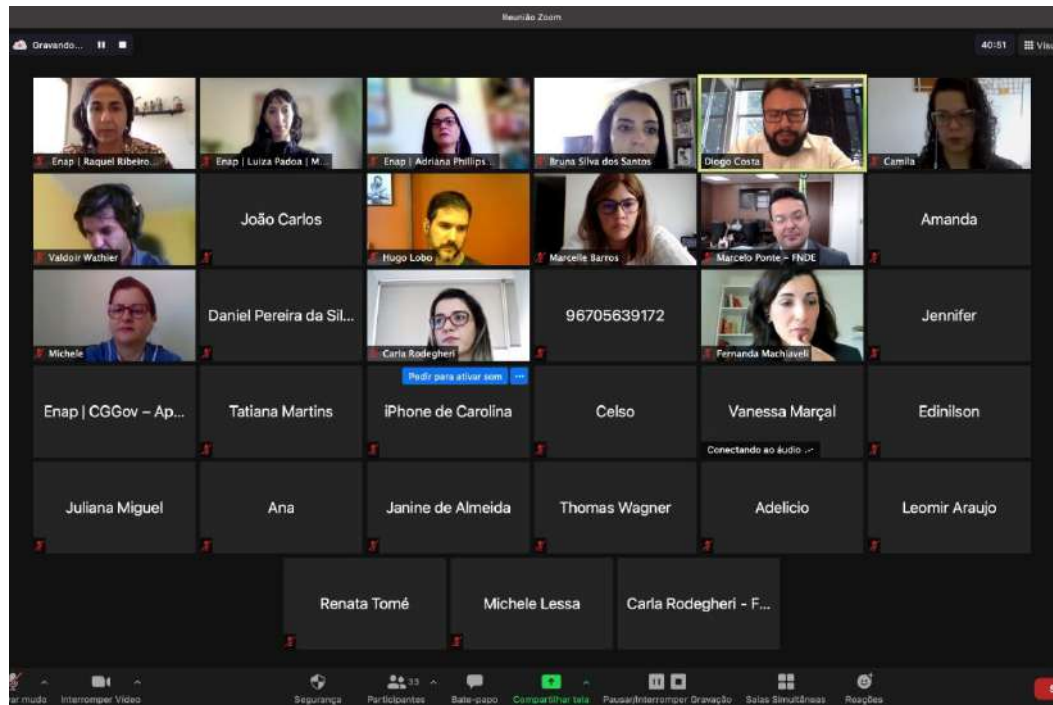 Reunião Zoom
Gravando...
40:51
Visu
Enap | Raquel Ribeiro...
Enap | Luiza Padoa | M...
Enap | Adriana Phillips...
Bruna Silva dos Santos
Diogo Costa
Camila
Valdoir Wathier
João Carlos
Hugo Lobo
Marcelle Barros
Marcelo Ponte – FNDE
Amanda
Michele
Daniel Pereira da Sil...
Carla Rodegheri
96705639172
Fernanda Machiaveli
Jennifer
Pedir para ativar som
...
Enap | CGGov – Ap...
Tatiana Martins
iPhone de Carolina
Celso
Vanessa Marçal
Edinilson
Conectando ao áudio
Juliana Miguel
Ana
Janine de Almeida
Thomas Wagner
Adelicio
Leomir Araujo
Renata Tomé
Michele Lessa
Carla Rodegheri - F...
33
ar mudo
Interromper Vídeo
Segurança
Participantes
Bate-papo
Compartilhar tela
Pausar/Interromper Gravação
Salas Simultâneas
Reações